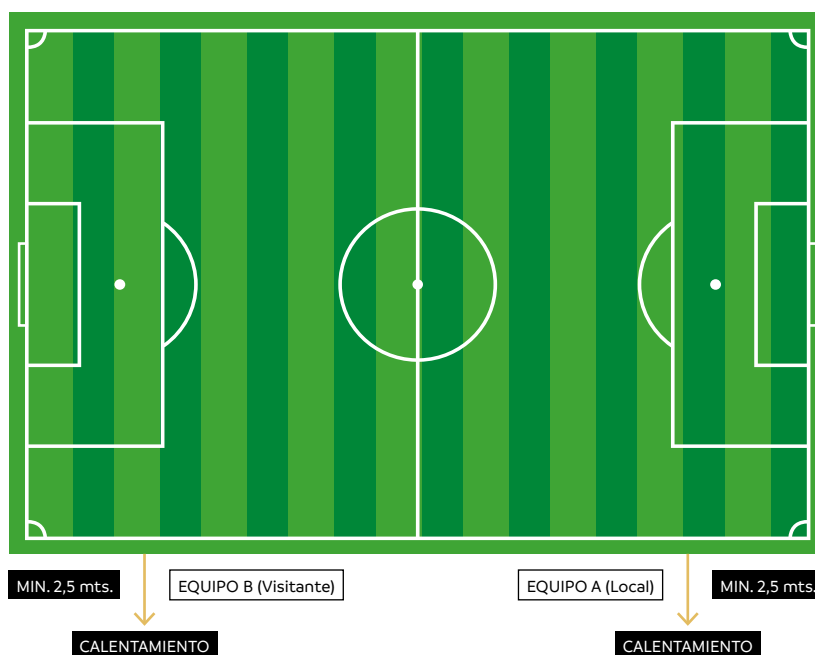 MIN. 2,5 mts.
EQUIPO B (Visitante)
EQUIPO A (Local)
MIN. 2,5 mts.
CALENTAMIENTO
CALENTAMIENTO